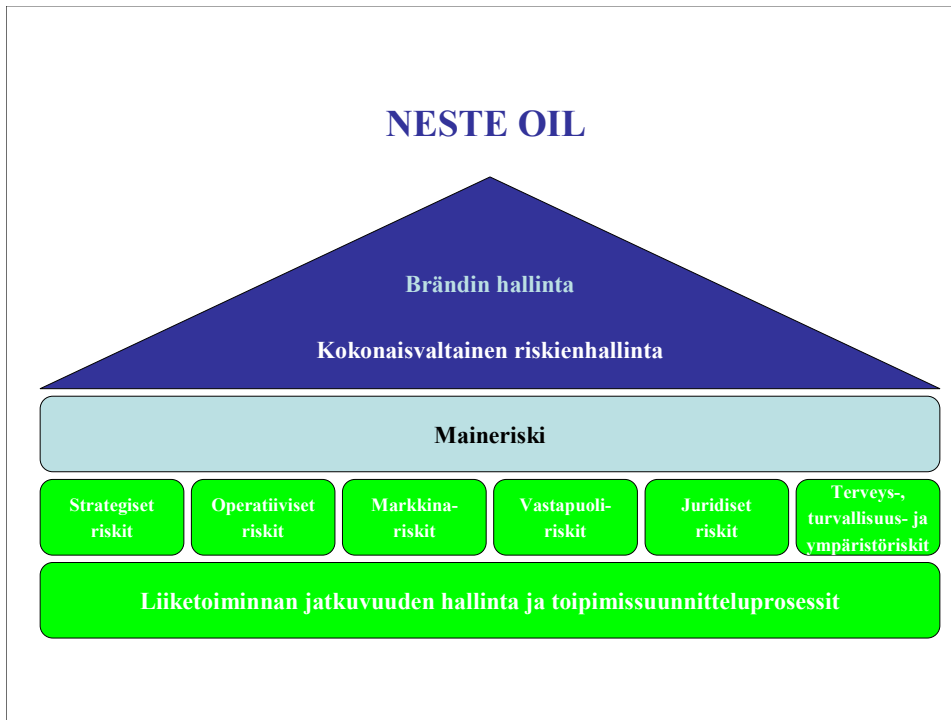 NESTE OIL
Brändin hallinta
Kokonaisvaltainen riskienhallinta
Maineriski
Strategiset
riskit
Operatiiviset
riskit
Markkina-
riskit
Vastapuoli-
riskit
Juridiset
riskit
Terveys-,
turvallisuus- ja
ympäristöriskit
Liiketoiminnan jatkuvuuden hallinta ja toipimissuunnitteluprosessit